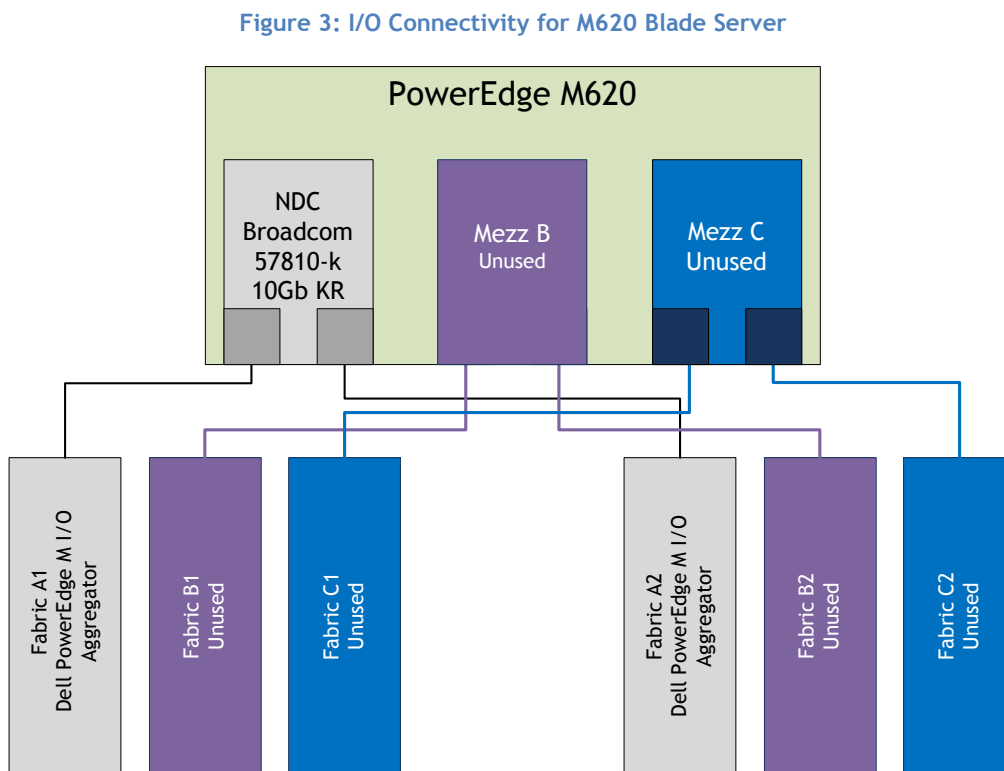 Figure 3: I/O Connectivity for M620 Blade Server
PowerEdge M620
NDC
Broadcom
57810-k
10Gb KR
Mezz B
Unused
Mezz C
Unused
Fabric A1
Dell PowerEdge M I/O
Aggregator
Fabric B1
Unused
Fabric C1
Unused
Fabric A2
Dell PowerEdge M I/O
Aggregator
Fabric B2
Unused
Fabric C2
Unused